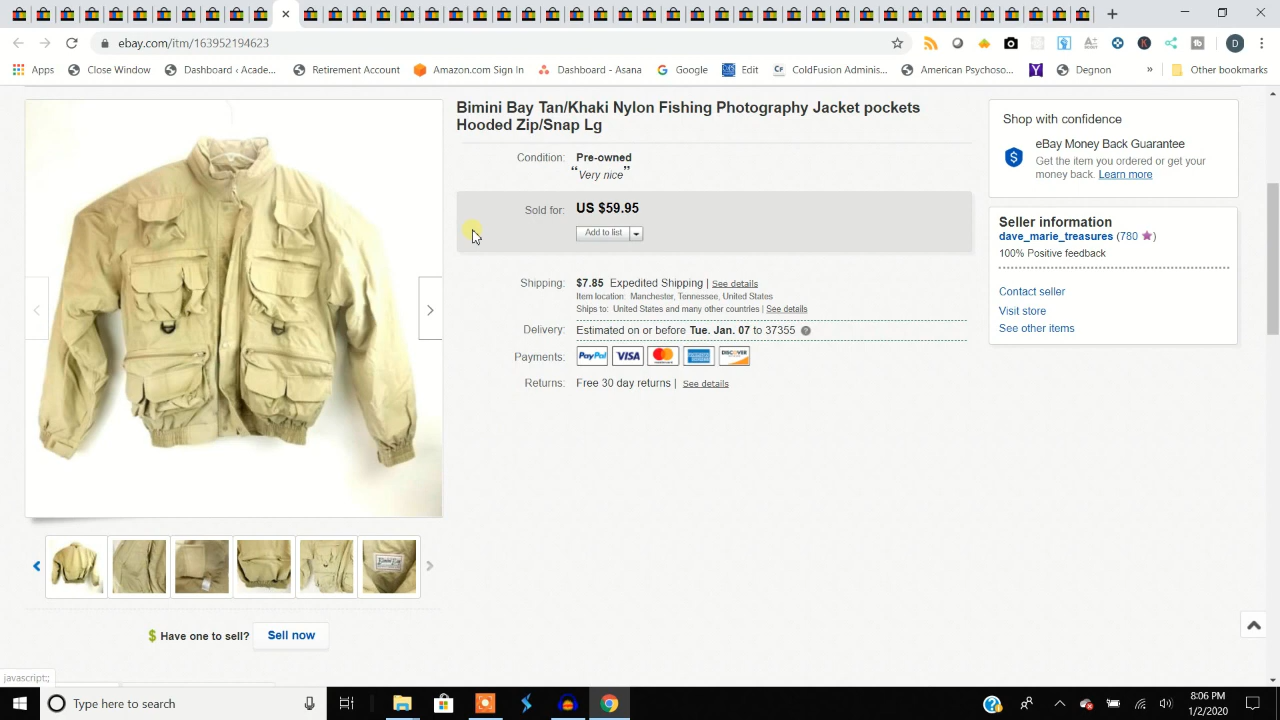 ebay.com/itm/163952194623
D
Apps
Close Window
Dashboard ‹ Acade...
Retirement Account
Amazon.com Sign In
Dashboard - Asana
Google
Edit
ColdFusion Adminis...
American Psychoso...
Degnon
»
Other bookmarks
Bimini Bay Tan/Khaki Nylon Fishing Photography Jacket pockets
Hooded Zip/Snap Lg
Condition: Pre-owned
“Very nice”
Sold for: US $59.95
Add to list
Shipping: $7.85 Expedited Shipping | See details
Item location: Manchester, Tennessee, United States
Ships to: United States and many other countries | See details
Delivery: Estimated on or before Tue. Jan. 07 to 37355
Payments: PayPal VISA MasterCard AMERICAN EXPRESS DISCOVER
Returns: Free 30 day returns | See details
Shop with confidence
eBay Money Back Guarantee
Get the item you ordered or get your
money back. Learn more
Seller information
dave_marie_treasures (780)
100% Positive feedback
Contact seller
Visit store
See other items
Have one to sell? Sell now
javascript:;
Type here to search
8:06 PM
1/2/2020